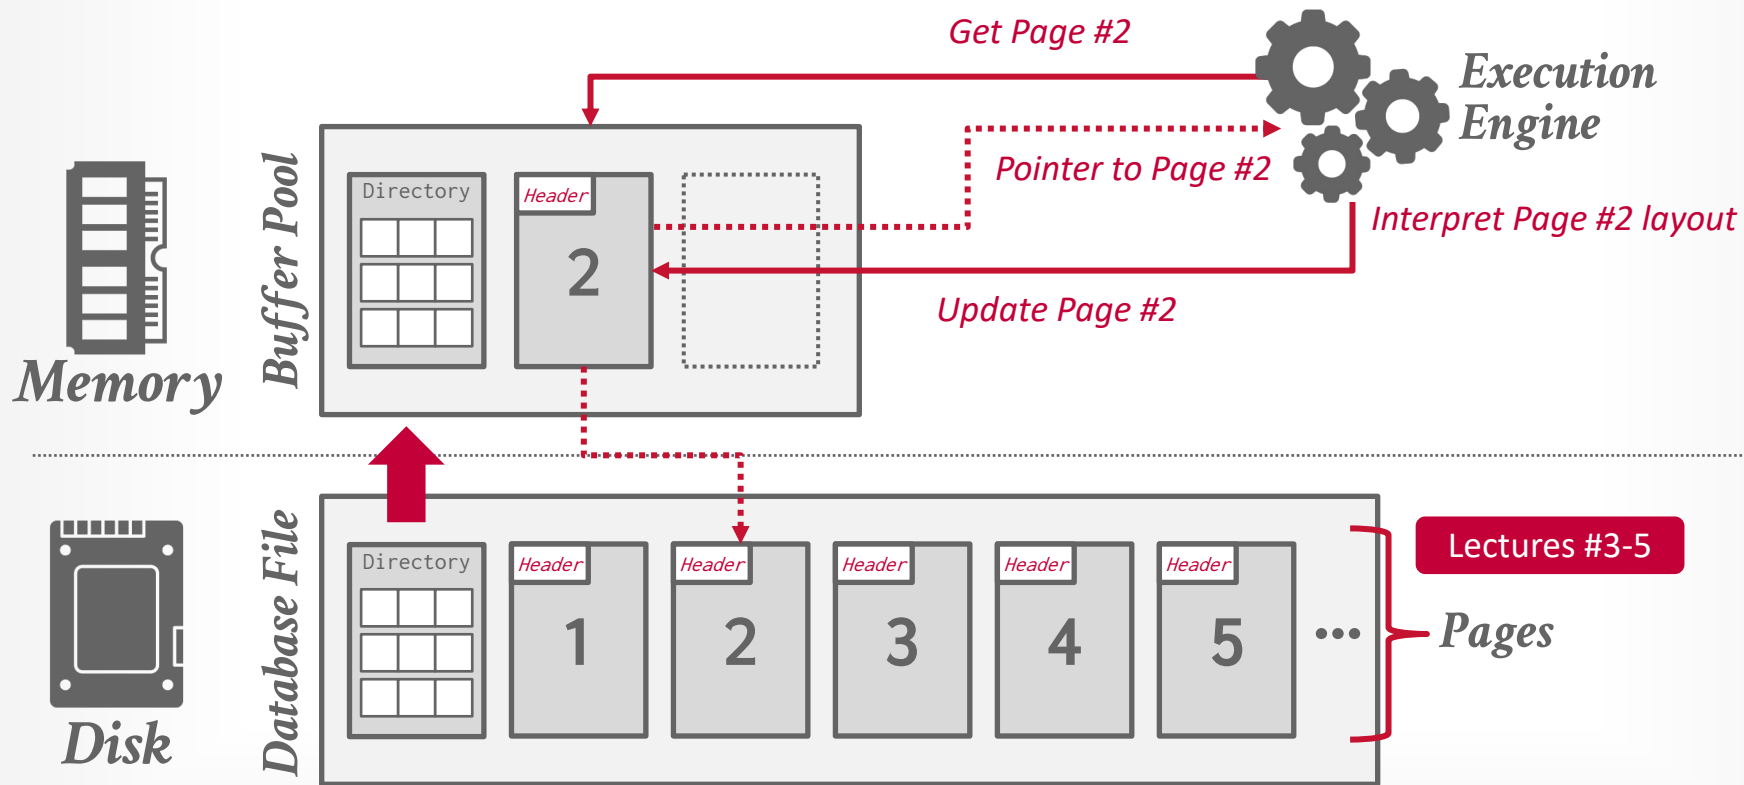 Get Page #2
Execution
Engine
Pointer to Page #2
Interpret Page #2 layout
Update Page #2
Buffer Pool
Directory
Header
2
Memory
Database File
Directory
Header
1
Header
2
Header
3
Header
4
Header
5
•••
Lectures #3-5
Pages
Disk